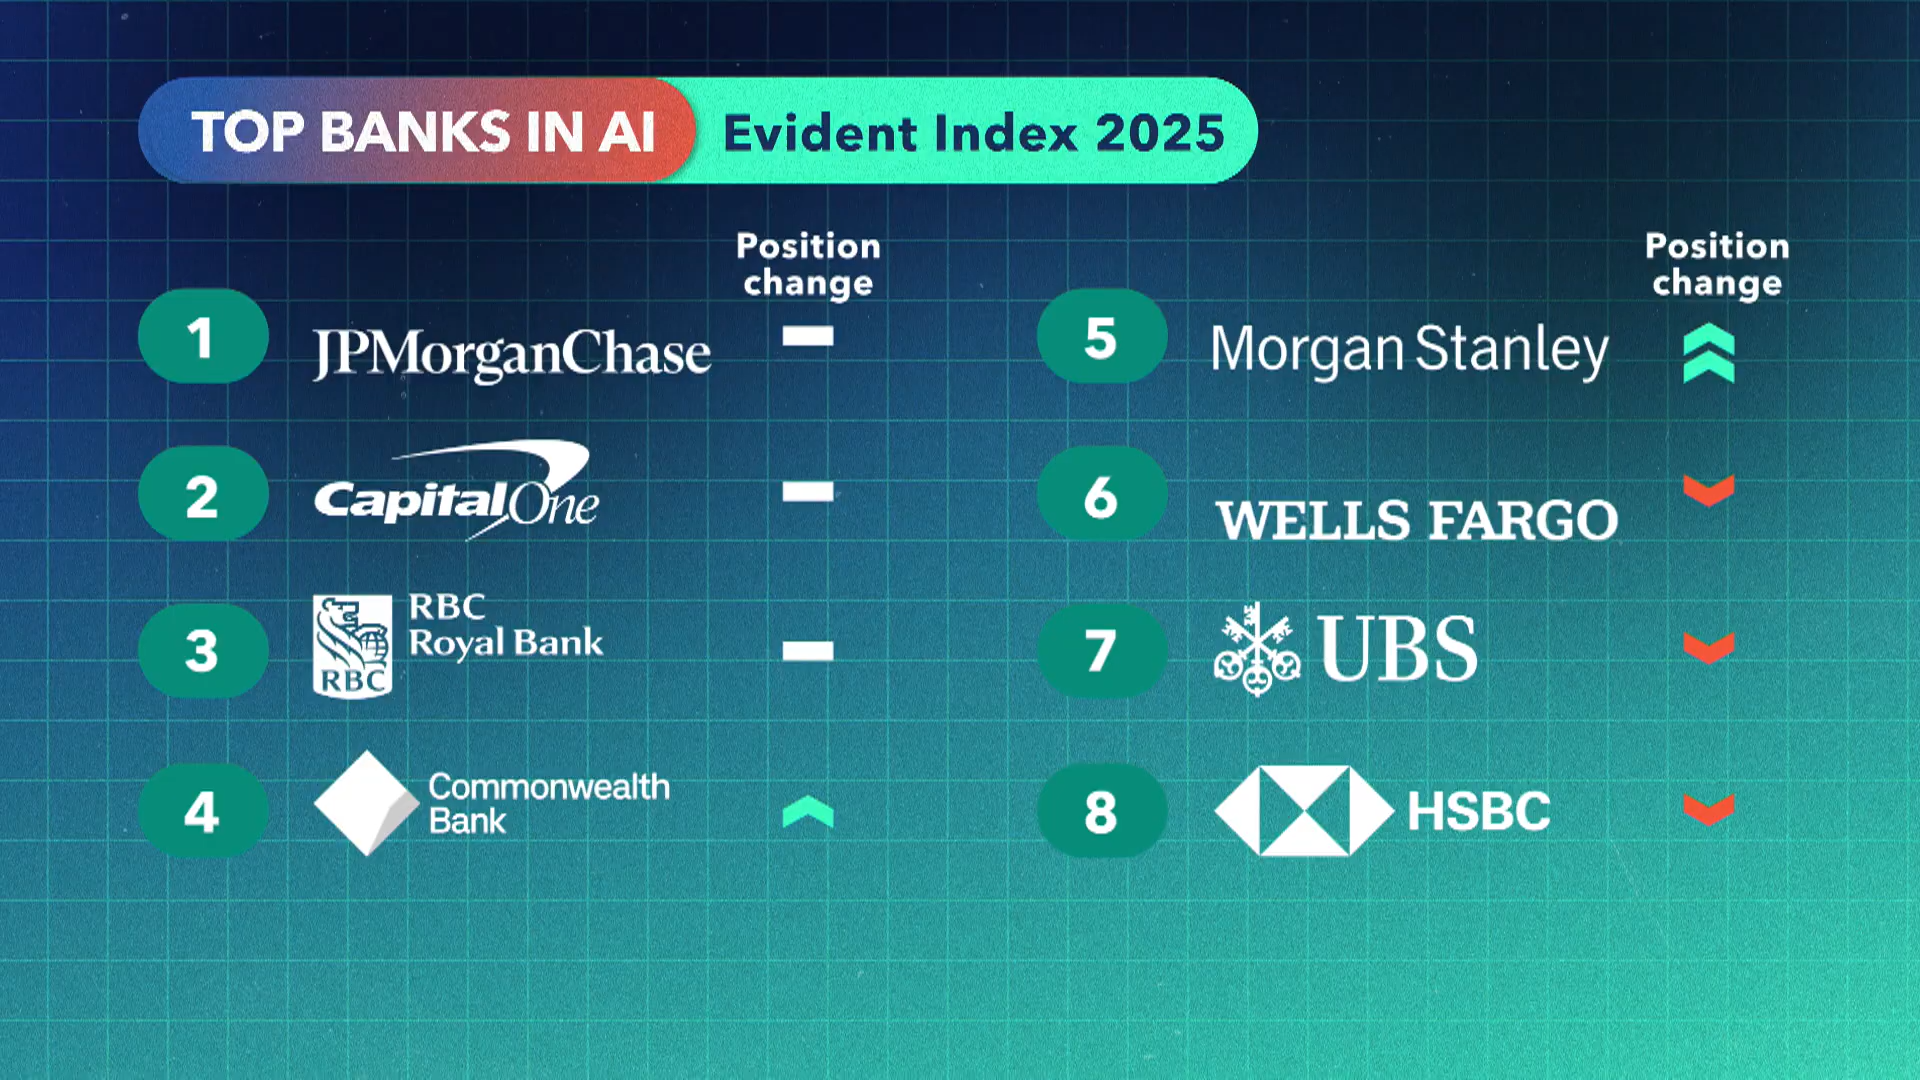 TOP BANKS IN AI
Evident Index 2025
Position
change
1
JPMorganChase
2
CapitalOne
3
RBC
Royal Bank
RBC
4
Commonwealth
Bank
Position
change
5
Morgan Stanley
6
WELLS FARGO
7
UBS
8
HSBC